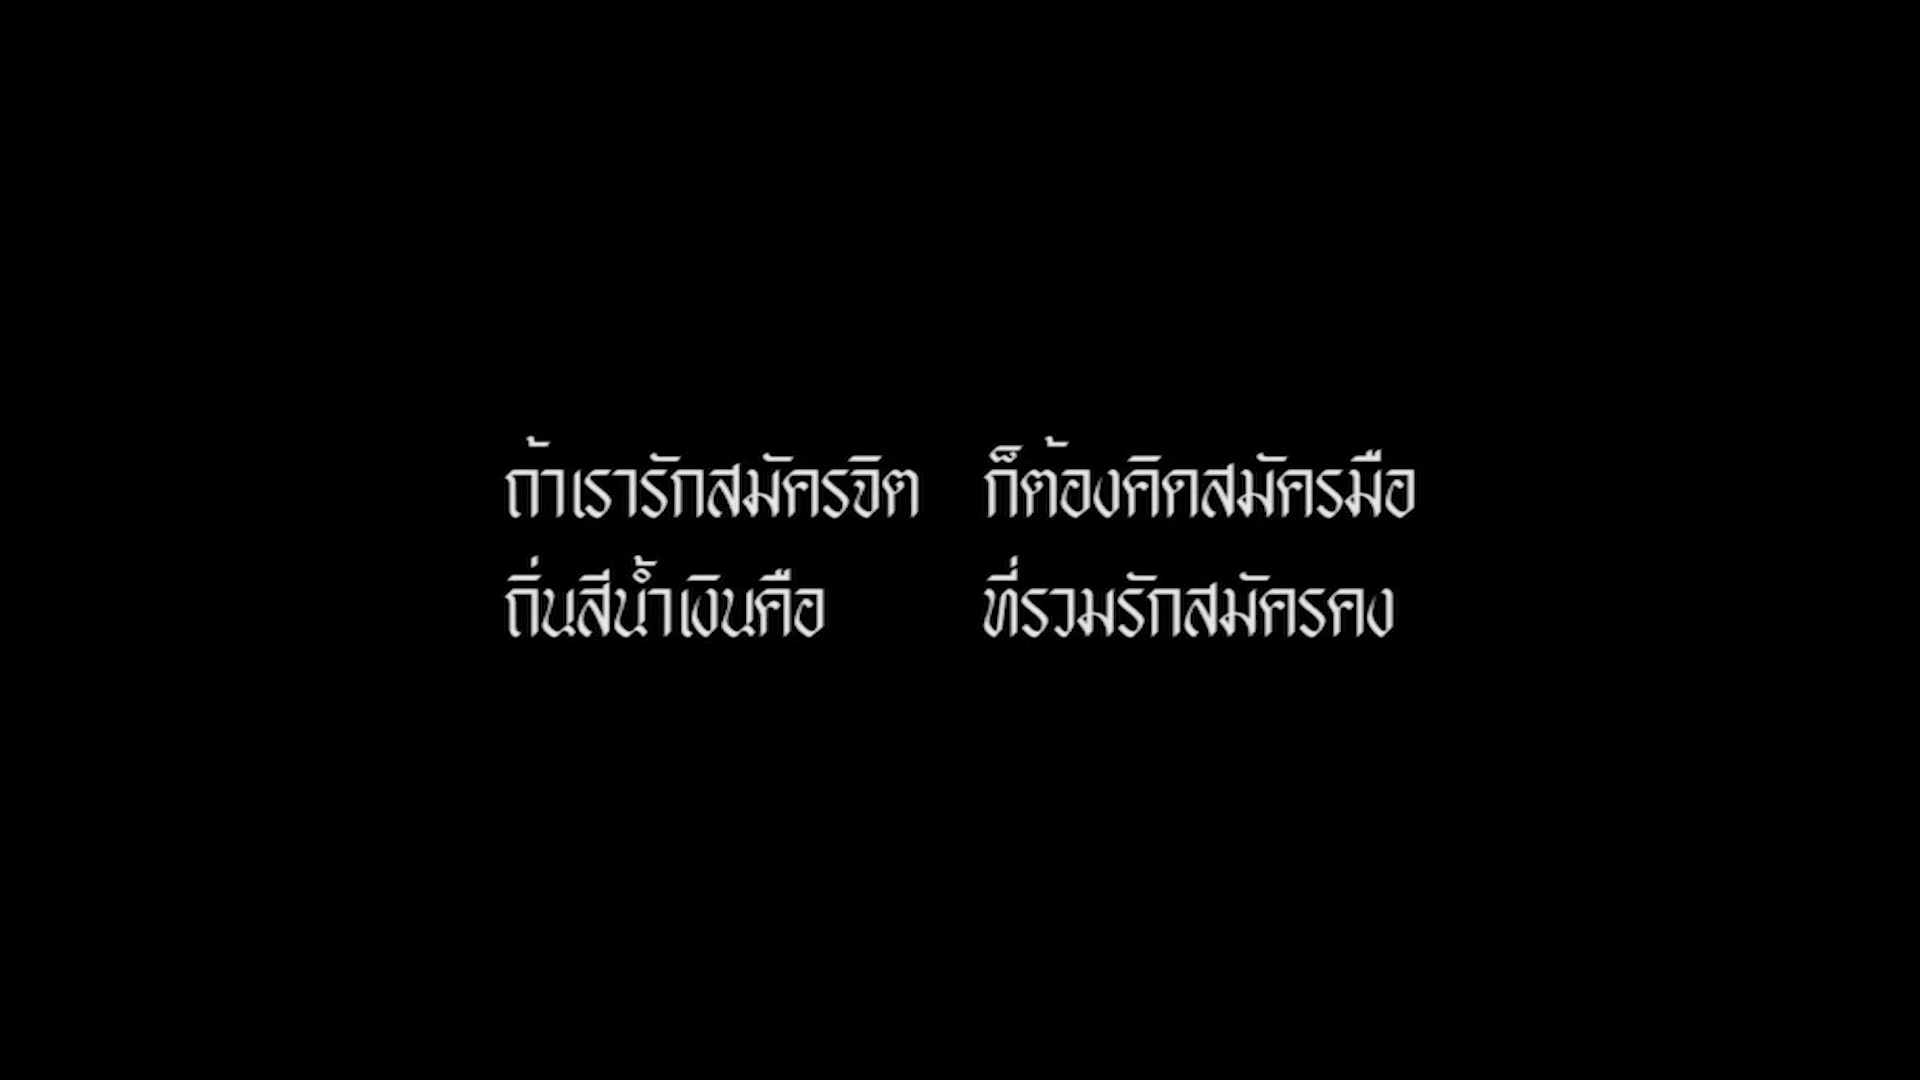 ถ้าเรารักสมัครจิต ก็ต้องคิดสมัครมือ
ถิ่นสีน้ำเงินคือ ที่รวมรักสมัครคง